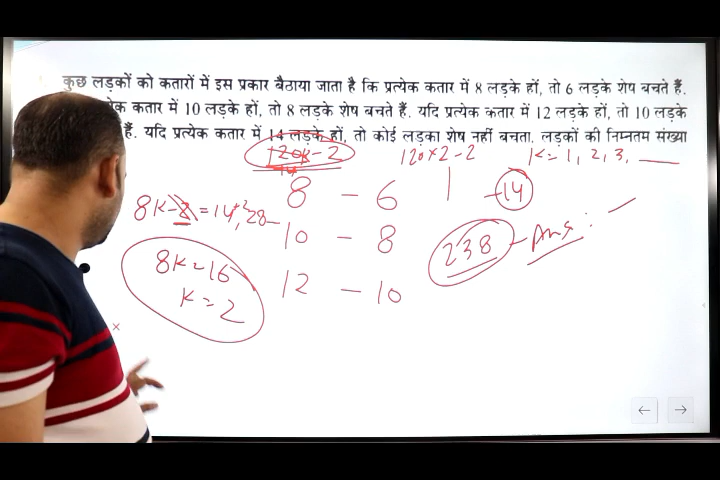 कुछ लड़कों को कतारों में इस प्रकार बैठाया जाता है कि प्रत्येक कतार में 8 लड़के हों, तो 6 लड़के शेष बचते हैं.
कतार में 10 लड़के हों, तो 8 लड़के शेष बचते हैं. यदि प्रत्येक कतार में 12 लड़के हों, तो 10 लड़के
हैं. यदि प्रत्येक कतार में 14 लड़के हों, तो कोई लड़का शेष नहीं बचता. लड़कों की निम्नतम संख्या
120k-2 120×2-2 k=1, 2, 3,
14
8 - 6 14
8k-2 = 14, 28
10 - 8 238 - Ans:
8k=16
12 - 10
k=2